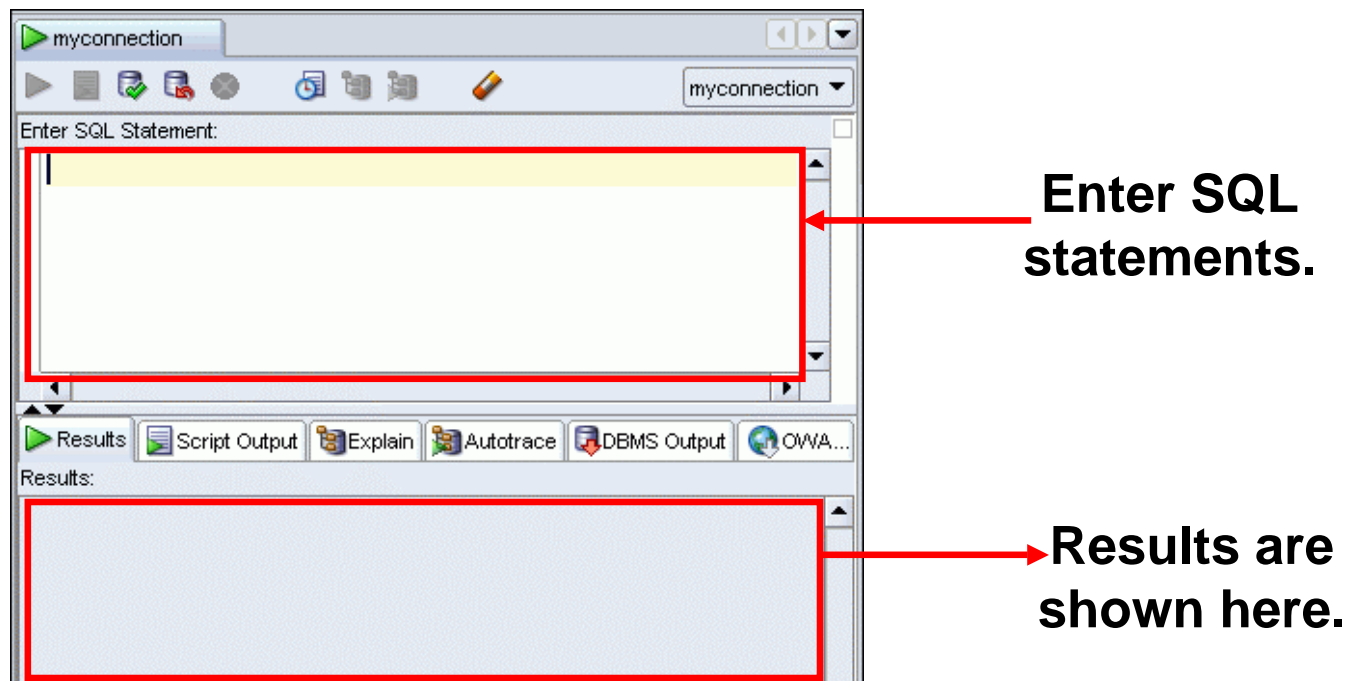 myconnection
myconnection
Enter SQL Statement:
Enter SQL
statements.
Results Script Output Explain Autotrace DBMS Output OWA...
Results:
Results are
shown here.